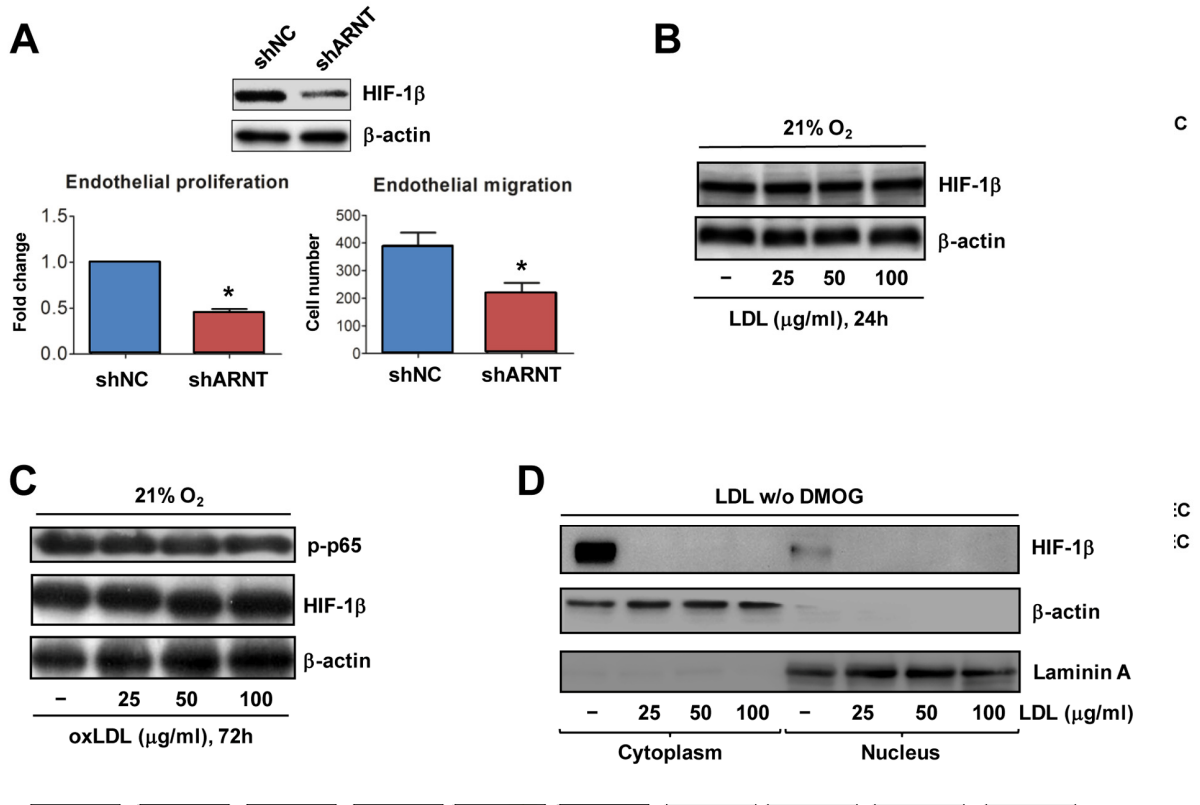 A
shNC
shARNT
HIF-1β
β-actin
Endothelial proliferation
Fold change
1.5
1.0
0.5
0.0
shNC
shARNT
*
Endothelial migration
Cell number
500
400
300
200
100
0
shNC
shARNT
*
B
21% O₂
HIF-1β
β-actin
– 25 50 100
LDL (μg/ml), 24h
C
C
21% O₂
p-p65
HIF-1β
β-actin
– 25 50 100
oxLDL (μg/ml), 72h
D
LDL w/o DMOG
HIF-1β
β-actin
Laminin A
– 25 50 100 – 25 50 100 LDL (μg/ml)
Cytoplasm Nucleus